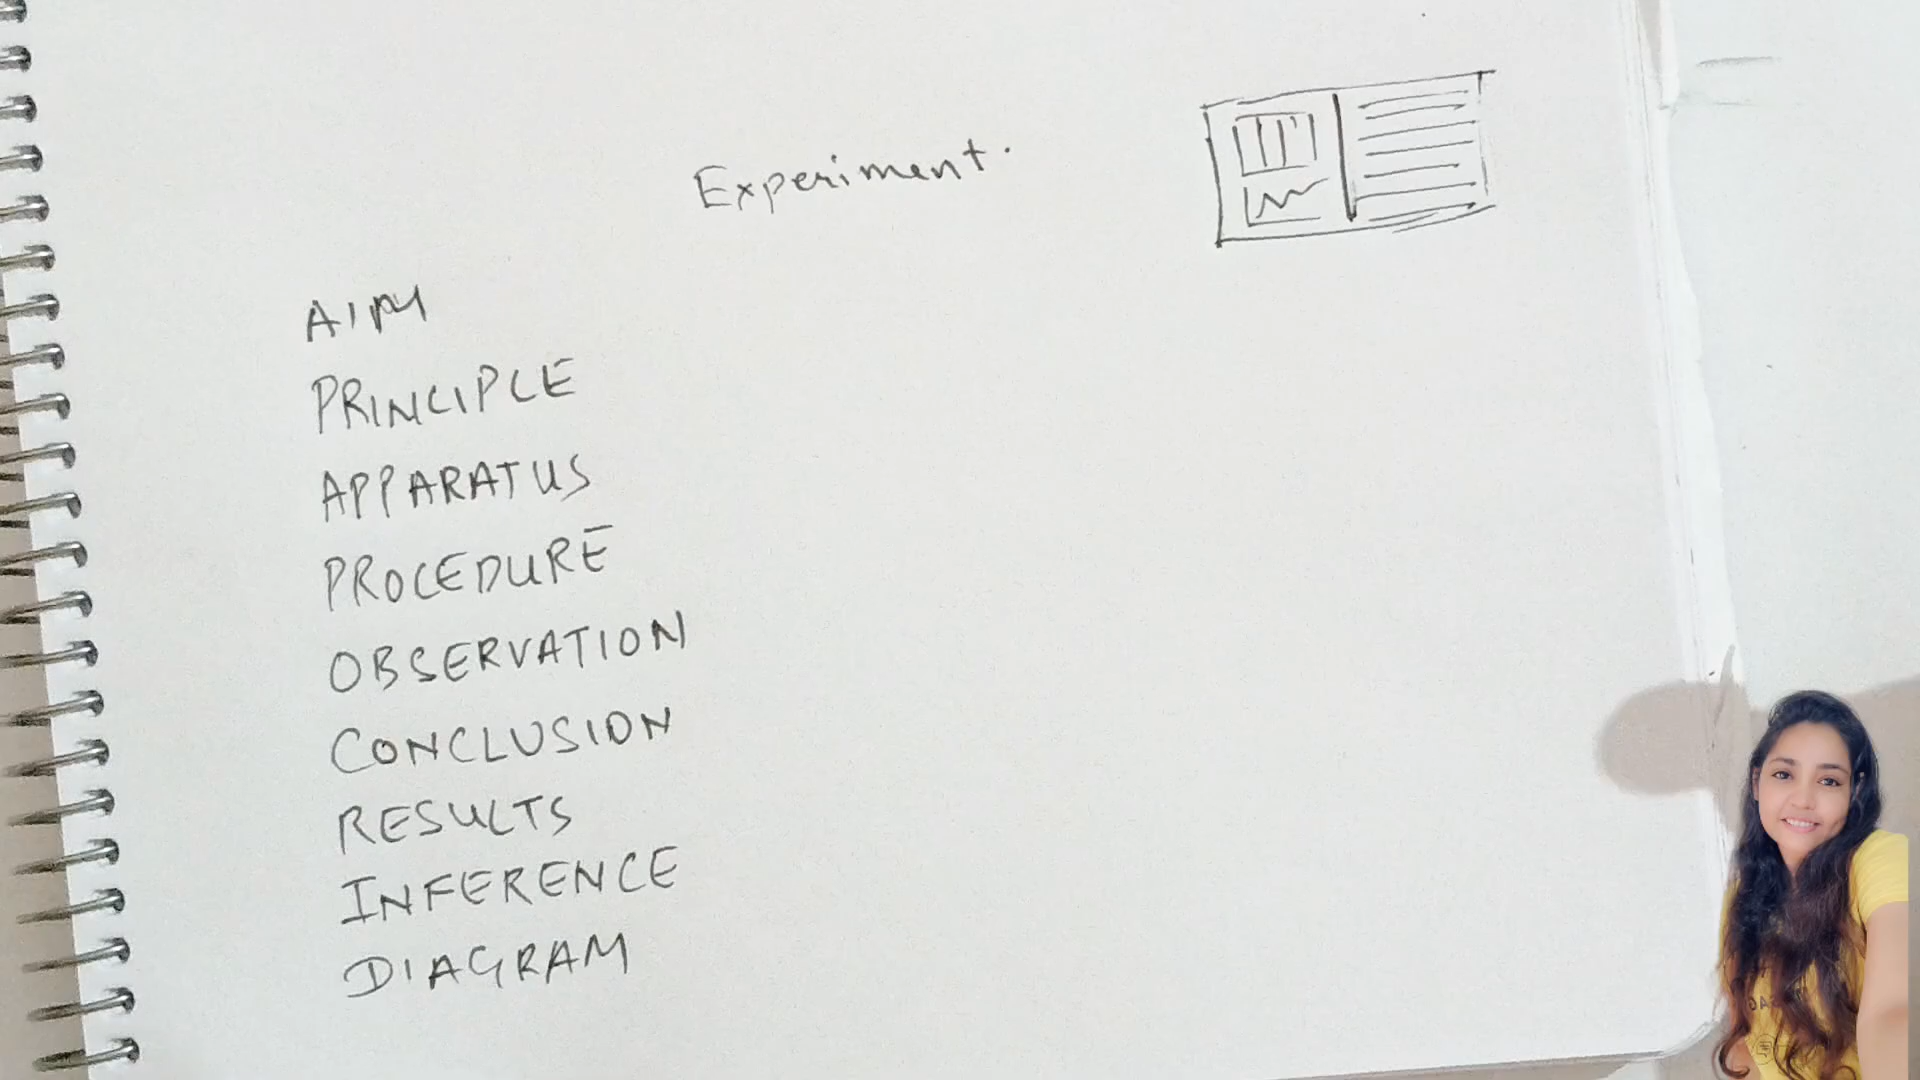 Experiment.
AIM
PRINCIPLE
APPARATUS
PROCEDURE
OBSERVATION
CONCLUSION
RESULTS
INFERENCE
DIAGRAM